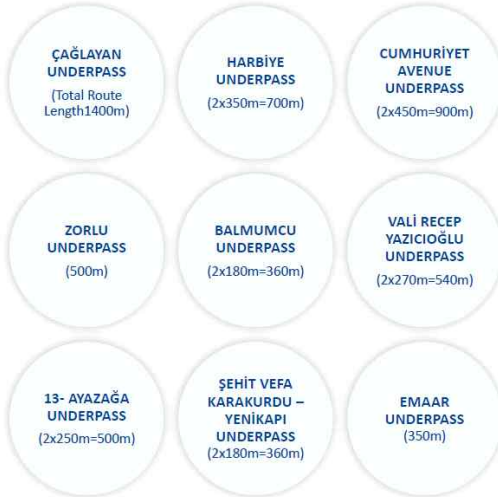 ÇAĞLAYAN
UNDERPASS
(Total Route
Length1400m)
HARBİYE
UNDERPASS
(2x350m=700m)
CUMHURİYET
AVENUE
UNDERPASS
(2x450m=900m)
ZORLU
UNDERPASS
(500m)
BALMUMCU
UNDERPASS
(2x180m=360m)
VALİ RECEP
YAZICIOĞLU
UNDERPASS
(2x270m=540m)
13- AYAZAĞA
UNDERPASS
(2x250m=500m)
ŞEHİT VEFA
KARAKURDU –
YENİKAPI
UNDERPASS
(2x180m=360m)
EMAAR
UNDERPASS
(350m)